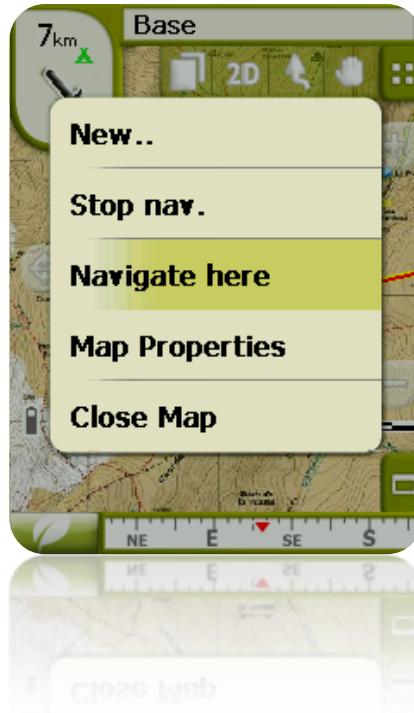 7km
Base
2D
New..
Stop nav.
Navigate here
Map Properties
Close Map
NE E SE S